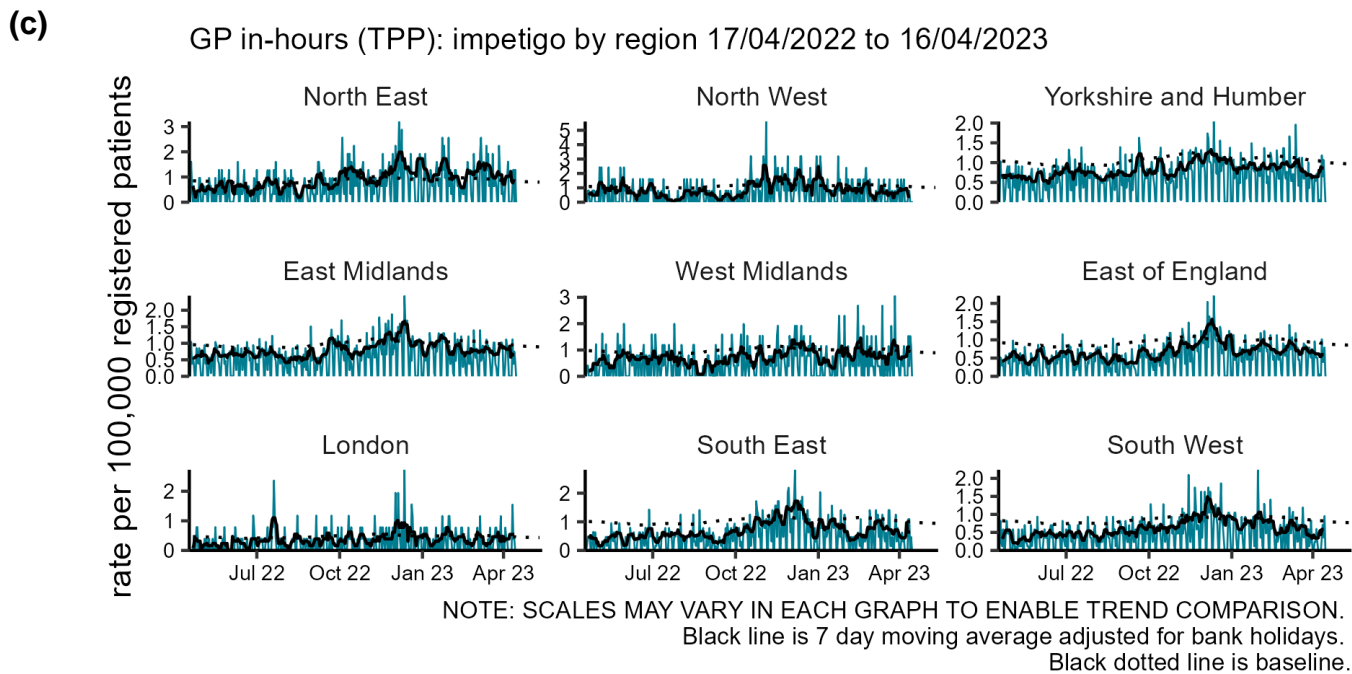 (c)
GP in-hours (TPP): impetigo by region 17/04/2022 to 16/04/2023
rate per 100,000 registered patients
North East
3
2
1
0
North West
5
4
3
2
1
0
Yorkshire and Humber
2.0
1.5
1.0
0.5
0.0
East Midlands
2.0
1.5
1.0
0.5
0.0
West Midlands
3
2
1
0
East of England
2.0
1.5
1.0
0.5
0.0
London
2
1
0
Jul 22 Oct 22 Jan 23 Apr 23
South East
2
1
0
Jul 22 Oct 22 Jan 23 Apr 23
South West
2.0
1.5
1.0
0.5
0.0
Jul 22 Oct 22 Jan 23 Apr 23
NOTE: SCALES MAY VARY IN EACH GRAPH TO ENABLE TREND COMPARISON.
Black line is 7 day moving average adjusted for bank holidays.
Black dotted line is baseline.